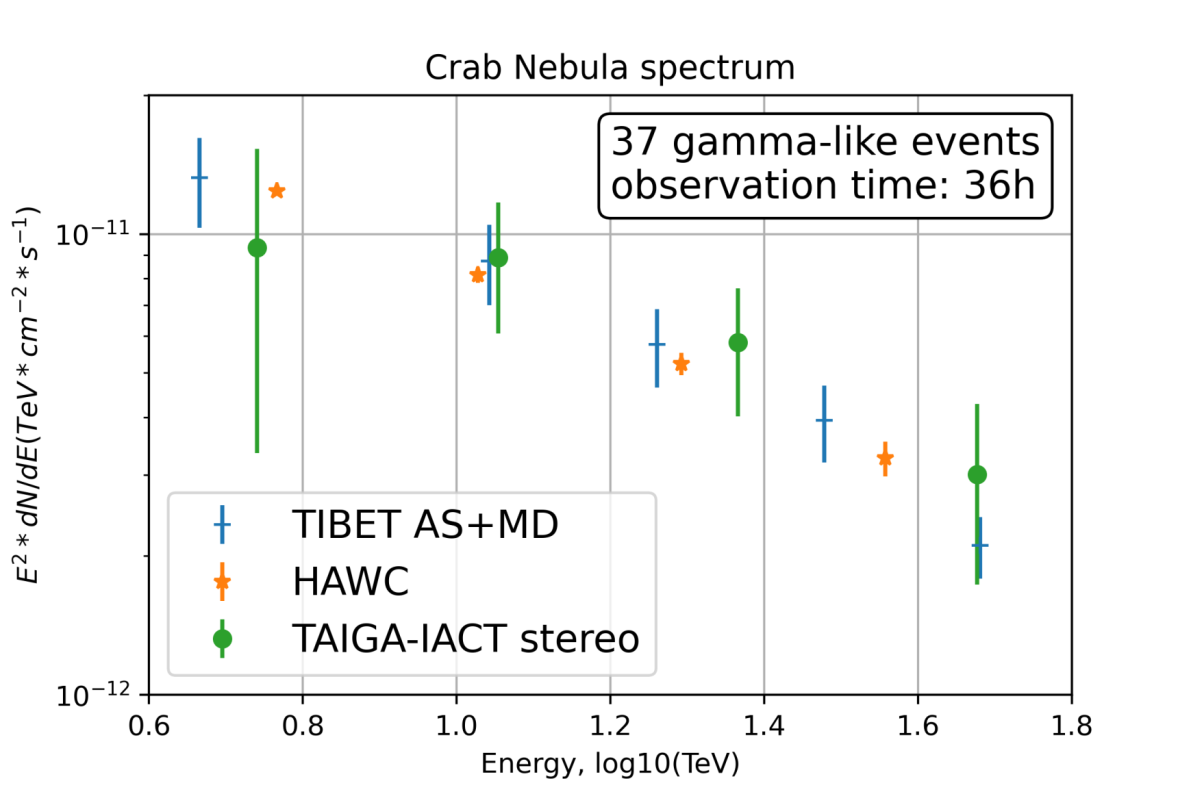 Crab Nebula spectrum
37 gamma-like events
observation time: 36h
E² * dN/dE(TeV * cm⁻² * s⁻¹)
10⁻¹¹
10⁻¹²
TIBET AS+MD
HAWC
TAIGA-IACT stereo
0.6 0.8 1.0 1.2 1.4 1.6 1.8
Energy, log10(TeV)